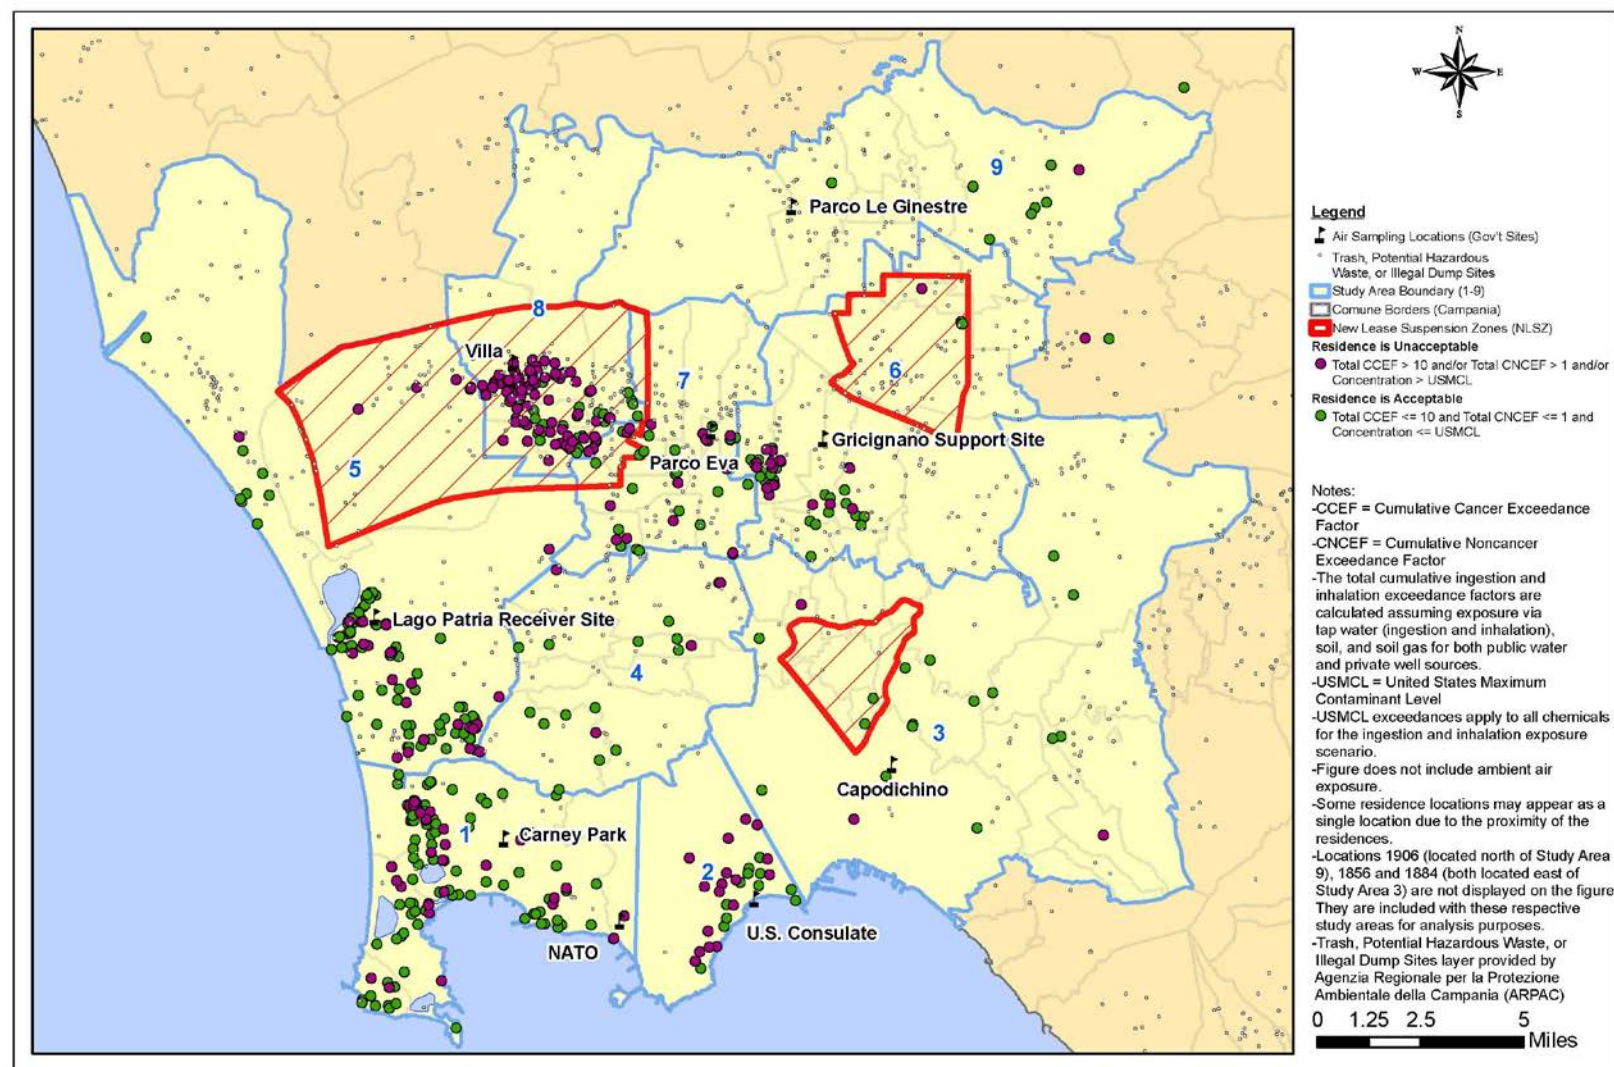 N
W
E
S
9
Parco Le Ginestre
8
Villa
7
6
Gricignano Support Site
5
Parco Eva
Lago Patria Receiver Site
4
3
Capodichino
1
Carney Park
2
U.S. Consulate
NATO
Legend
Air Sampling Locations (Gov't Sites)
Trash, Potential Hazardous
Waste, or Illegal Dump Sites
Study Area Boundary (1-9)
Comune Borders (Campania)
New Lease Suspension Zones (NLSZ)
Residence is Unacceptable
Total CCEF > 10 and/or Total CNCEF > 1 and/or
Concentration > USMCL
Residence is Acceptable
Total CCEF <= 10 and Total CNCEF <= 1 and
Concentration <= USMCL
Notes:
-CCEF = Cumulative Cancer Exceedance
Factor
-CNCEF = Cumulative Noncancer
Exceedance Factor
-The total cumulative ingestion and
inhalation exceedance factors are
calculated assuming exposure via
tap water (ingestion and inhalation),
soil, and soil gas for both public water
and private well sources.
-USMCL = United States Maximum
Contaminant Level
-USMCL exceedances apply to all chemicals
for the ingestion and inhalation exposure
scenario.
-Figure does not include ambient air
exposure.
-Some residence locations may appear as a
single location due to the proximity of the
residences.
-Locations 1906 (located north of Study Area
9), 1856 and 1884 (both located east of
Study Area 3) are not displayed on the figure
They are included with these respective
study areas for analysis purposes.
-Trash, Potential Hazardous Waste, or
Illegal Dump Sites layer provided by
Agenzia Regionale per la Protezione
Ambientale della Campania (ARPAC)
0 1.25 2.5 5
Miles